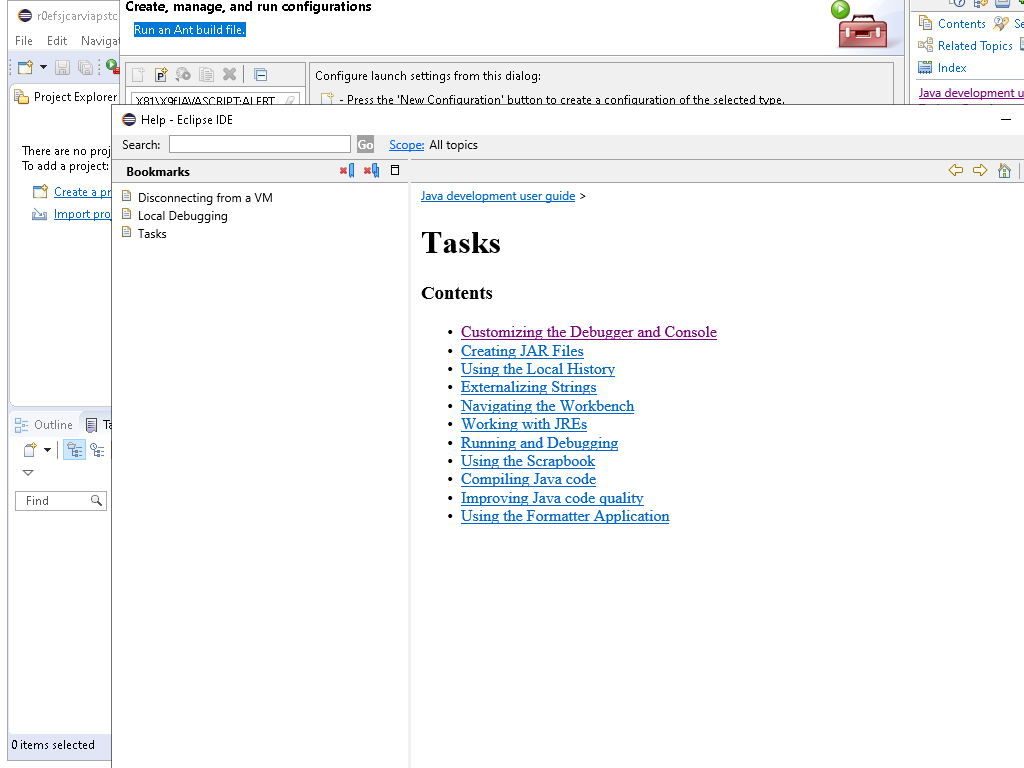 r0efsjcarviapstc
File Edit Naviga
Project Explorer
There are no proj
To add a project:
Create a pr
Import proj
Outline Ta
Find
0 items selected
Create, manage, and run configurations
Run an Ant build file.
X81\X9fJAVASCRIPT:ALERT
Configure launch settings from this dialog:
- Press the 'New Configuration' button to create a configuration of the selected type.
Contents Se
Related Topics
Index
Java development u
Help - Eclipse IDE
Search: Go Scope: All topics
Bookmarks
Disconnecting from a VM
Local Debugging
Tasks
Java development user guide >
Tasks
Contents
• Customizing the Debugger and Console
• Creating JAR Files
• Using the Local History
• Externalizing Strings
• Navigating the Workbench
• Working with JREs
• Running and Debugging
• Using the Scrapbook
• Compiling Java code
• Improving Java code quality
• Using the Formatter Application